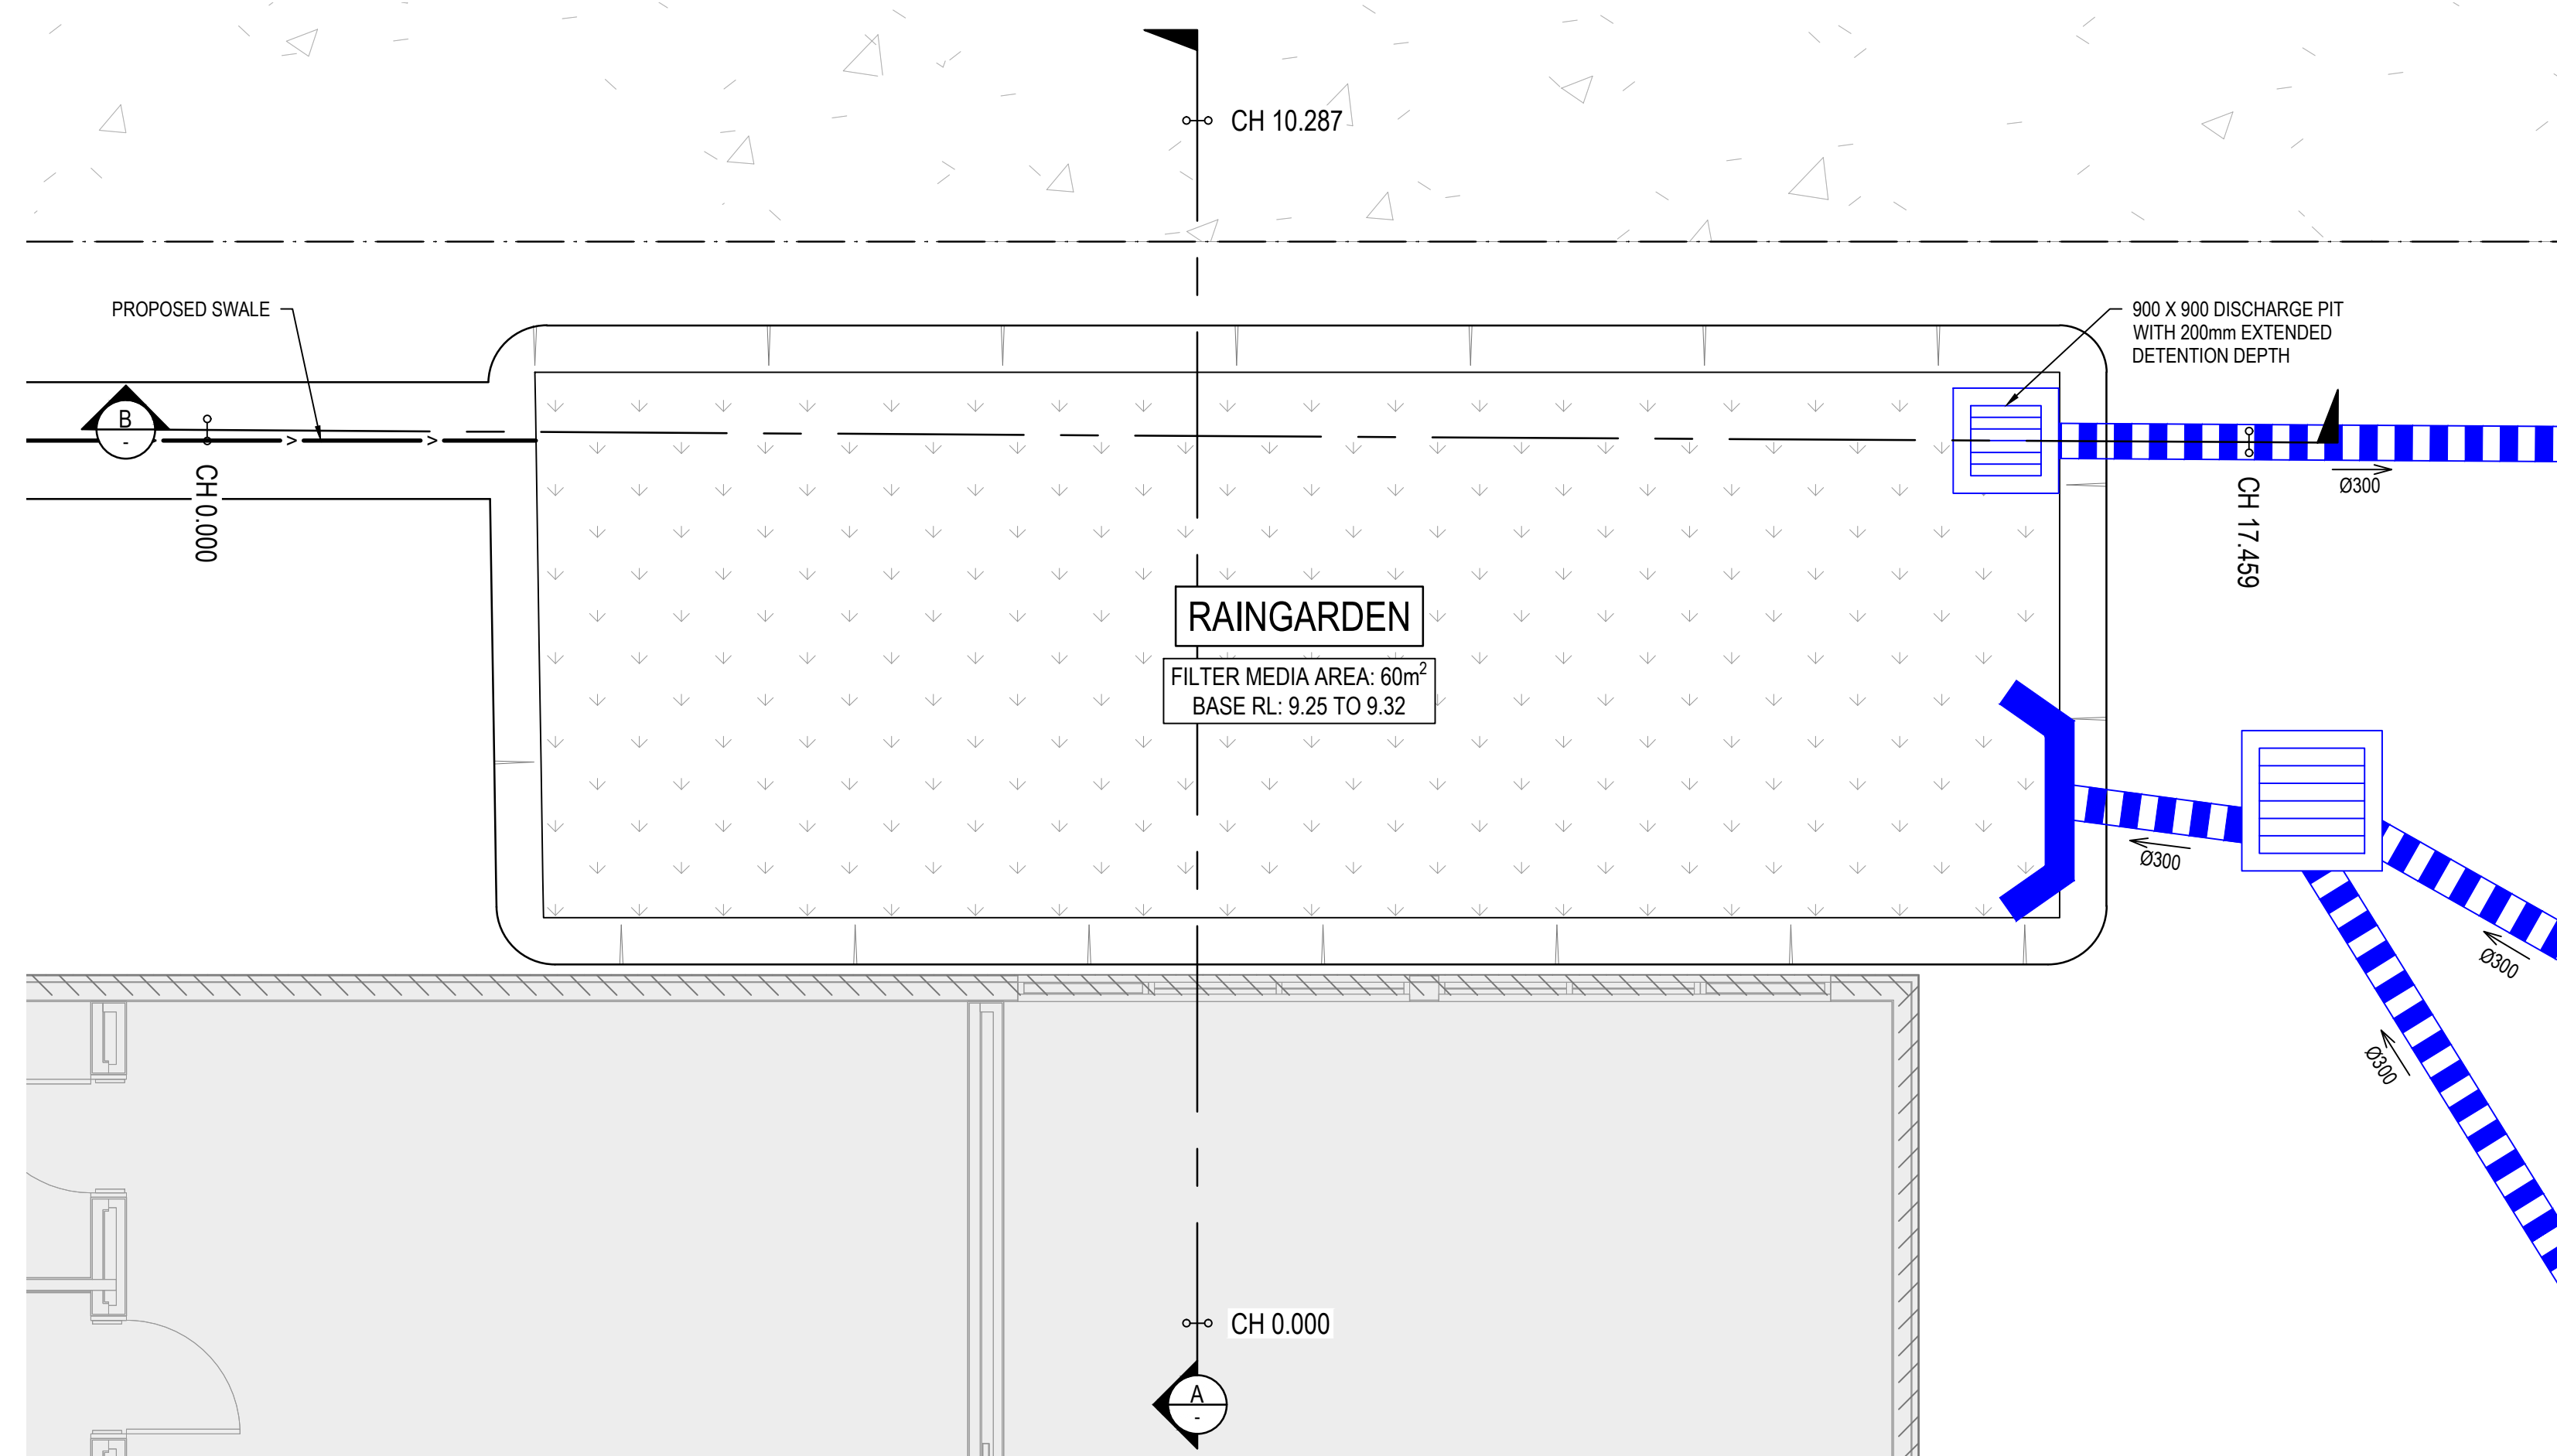 CH 10.287
PROPOSED SWALE
900 X 900 DISCHARGE PIT
WITH 200mm EXTENDED
DETENTION DEPTH
B
-
CH 0.000
CH 17.459
Ø300
RAINGARDEN
FILTER MEDIA AREA: 60m²
BASE RL: 9.25 TO 9.32
Ø300
Ø300
Ø300
CH 0.000
A
-